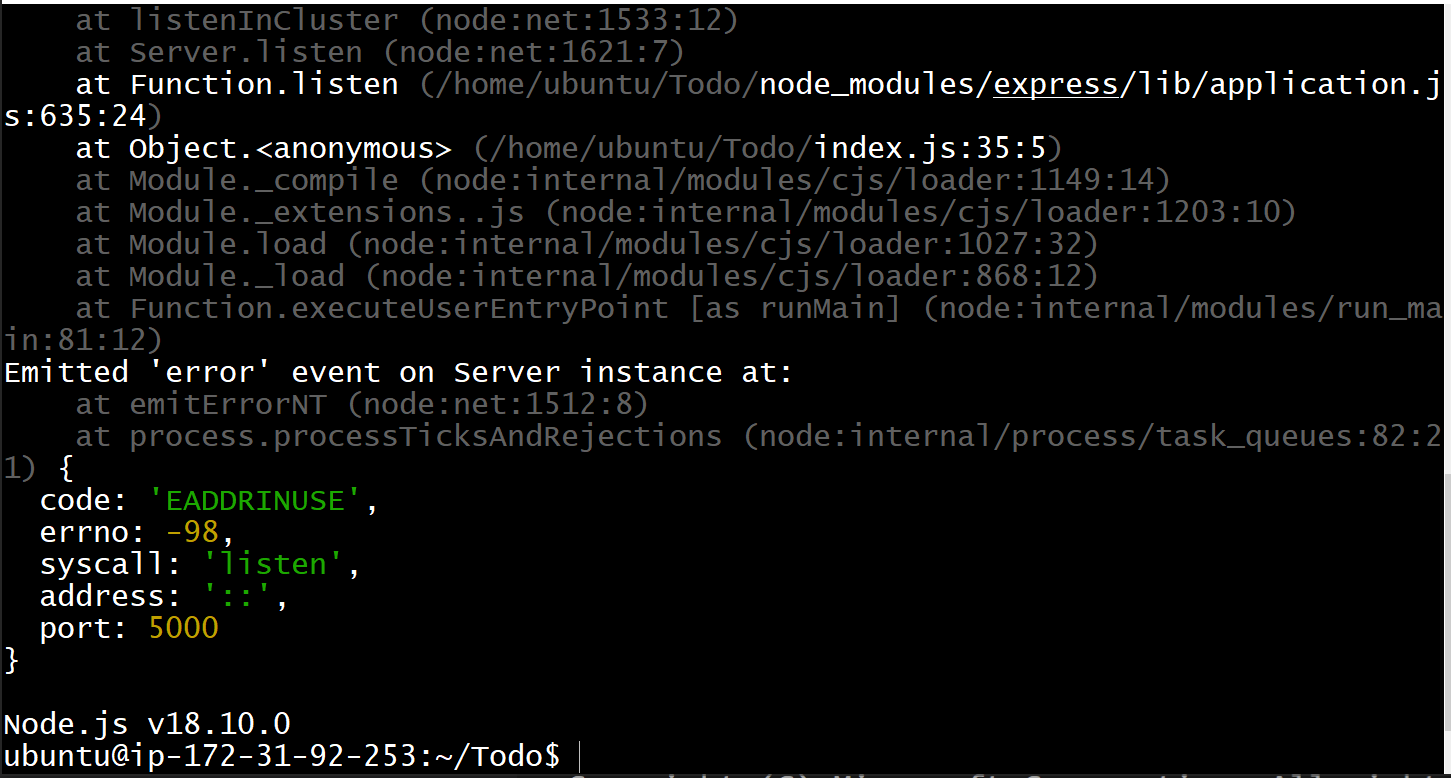 at listenInCluster (node:net:1533:12)
    at Server.listen (node:net:1621:7)
    at Function.listen (/home/ubuntu/Todo/node_modules/express/lib/application.j
s:635:24)
    at Object.<anonymous> (/home/ubuntu/Todo/index.js:35:5)
    at Module._compile (node:internal/modules/cjs/loader:1149:14)
    at Module._extensions..js (node:internal/modules/cjs/loader:1203:10)
    at Module.load (node:internal/modules/cjs/loader:1027:32)
    at Module._load (node:internal/modules/cjs/loader:868:12)
    at Function.executeUserEntryPoint [as runMain] (node:internal/modules/run_ma
in:81:12)
Emitted 'error' event on Server instance at:
    at emitErrorNT (node:net:1512:8)
    at process.processTicksAndRejections (node:internal/process/task_queues:82:2
1) {
  code: 'EADDRINUSE',
  errno: -98,
  syscall: 'listen',
  address: '::',
  port: 5000
}

Node.js v18.10.0
ubuntu@ip-172-31-92-253:~/Todo$